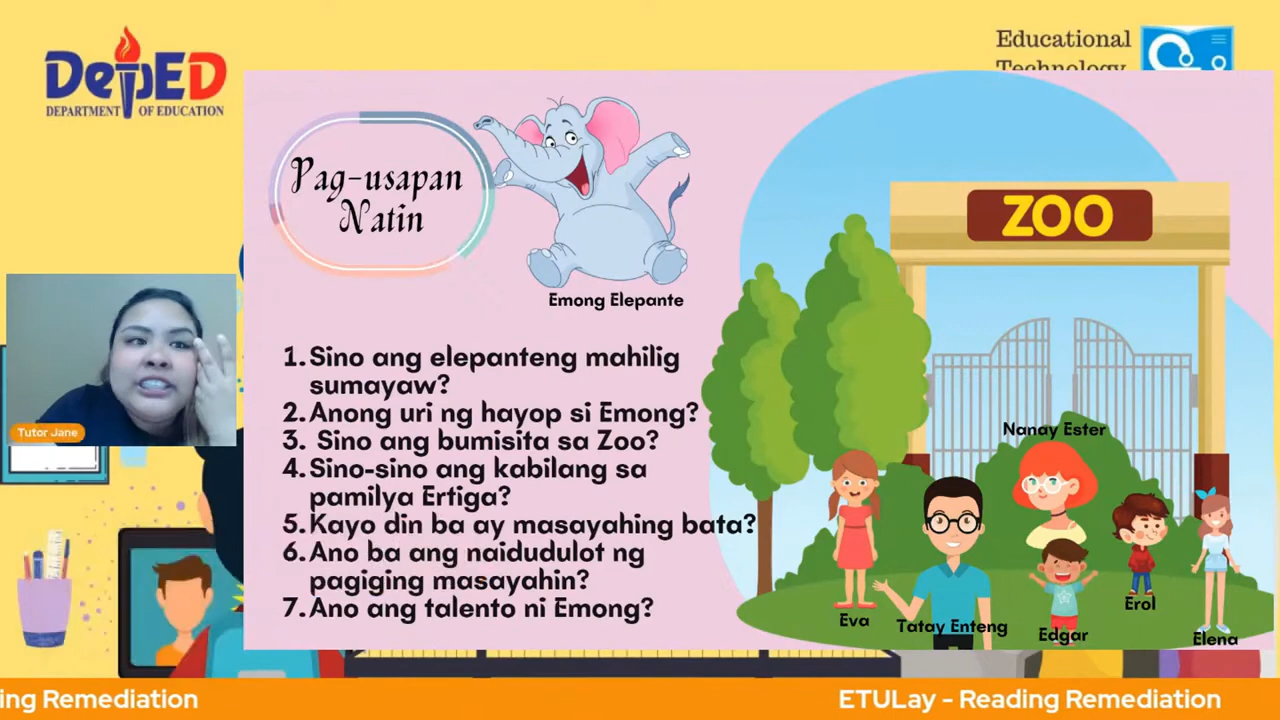 DepED
DEPARTMENT OF EDUCATION
Educational
Technology
Pag-usapan
Natin
Emong Elepante
ZOO
1. Sino ang elepanteng mahilig
sumayaw?
2. Anong uri ng hayop si Emong?
3. Sino ang bumisita sa Zoo?
4. Sino-sino ang kabilang sa
pamilya Ertiga?
5. Kayo din ba ay masayahing bata?
6. Ano ba ang naidudulot ng
pagiging masayahin?
7. Ano ang talento ni Emong?
Nanay Ester
Eva
Tatay Enteng
Edgar
Erol
Elena
Tutor Jane
ing Remediation
ETULay - Reading Remediation